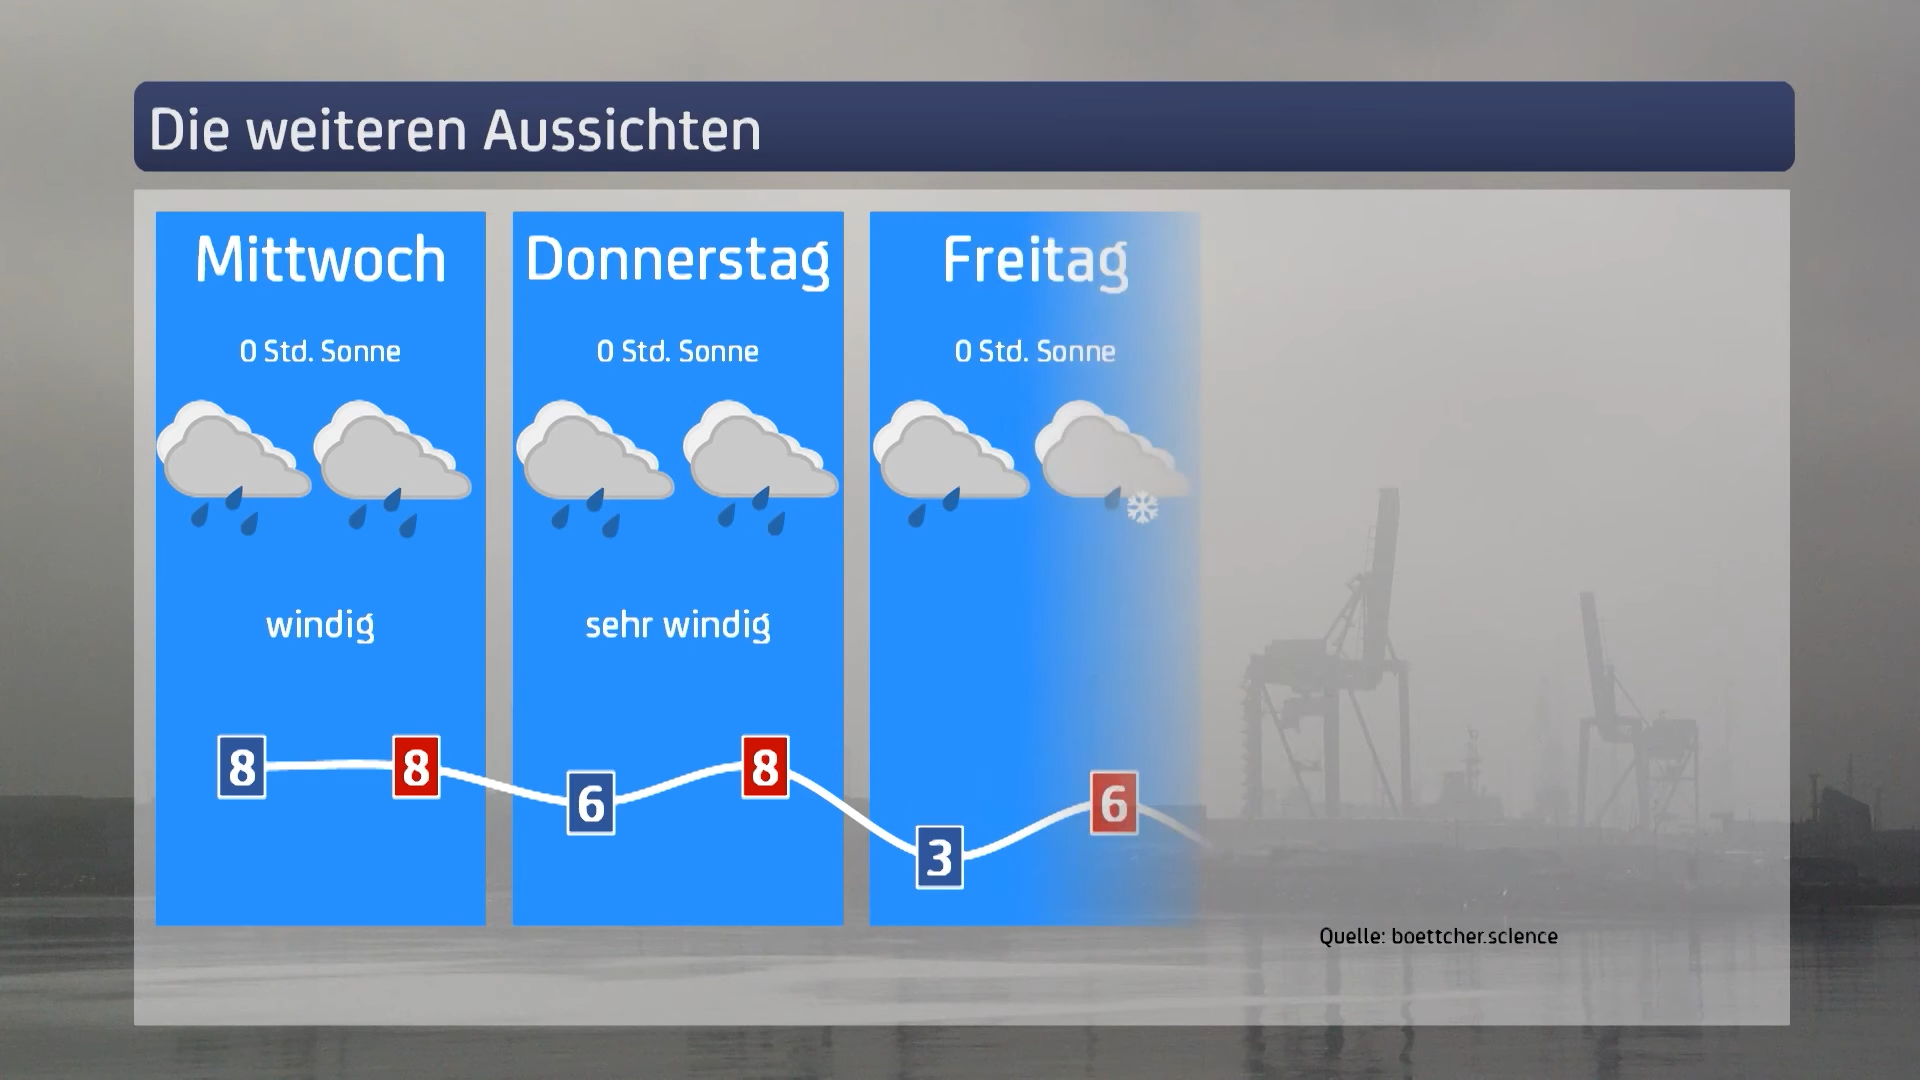 Die weiteren Aussichten
Mittwoch
0 Std. Sonne
windig
8 8
Donnerstag
0 Std. Sonne
sehr windig
6 8
Freitag
0 Std. Sonne
3 6
Quelle: boettcher.science